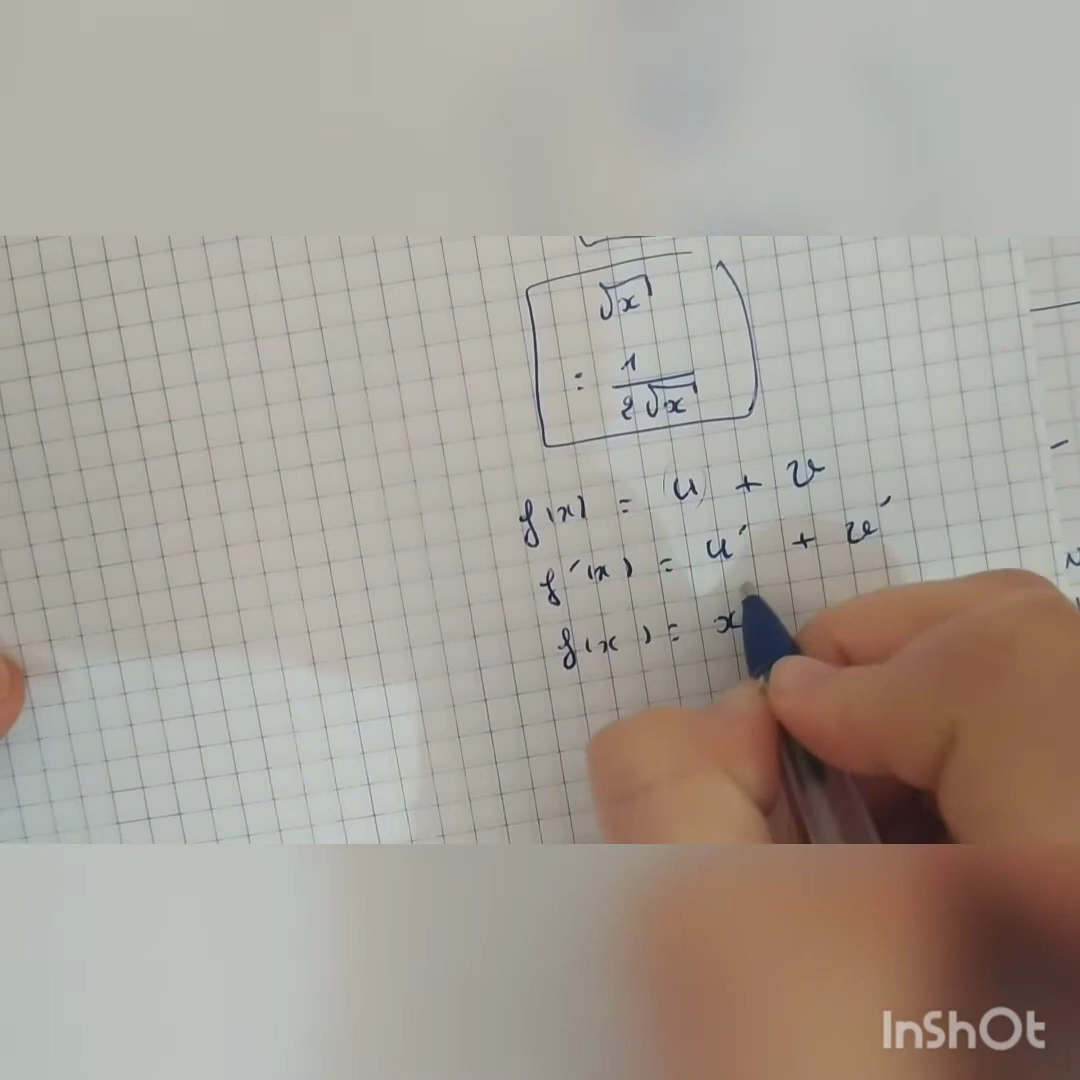 √x
= 1/(2√x)
f(x) = u + v
f'(x) = u' + v'
f(x) = x
InShOt